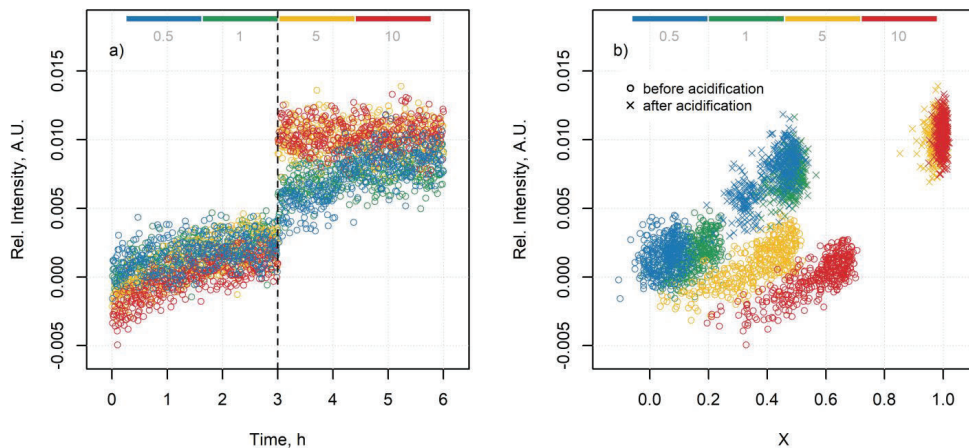 a)
0.5 1 5 10
Rel. Intensity, A.U.
0.015
0.010
0.005
0.000
-0.005
0 1 2 3 4 5 6
Time, h
b)
0.5 1 5 10
before acidification
after acidification
Rel. Intensity, A.U.
0.015
0.010
0.005
0.000
-0.005
0.0 0.2 0.4 0.6 0.8 1.0
X